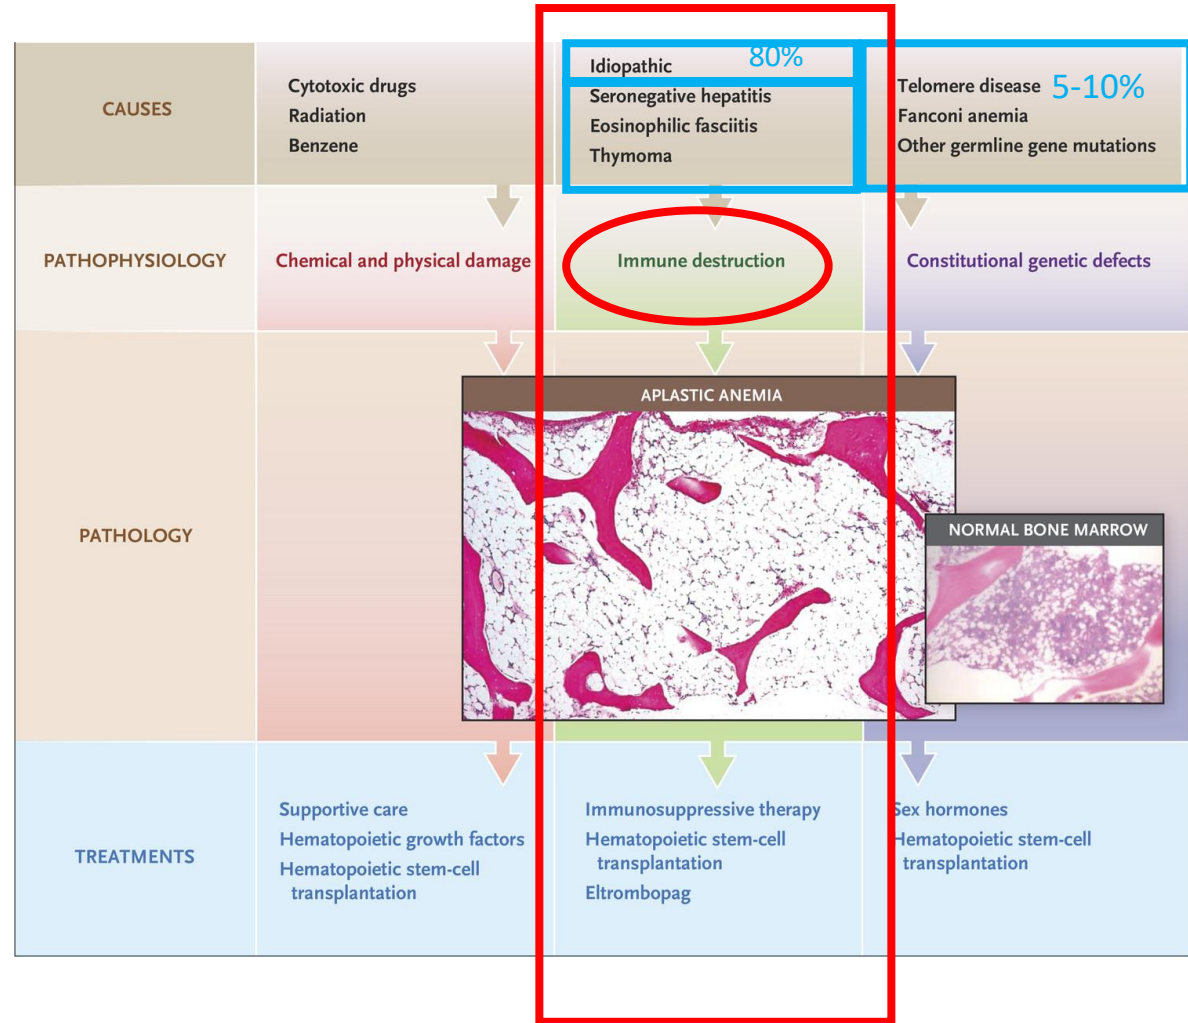 CAUSES
Cytotoxic drugs
Radiation
Benzene
Idiopathic 80%
Seronegative hepatitis
Eosinophilic fasciitis
Thymoma
Telomere disease 5-10%
Fanconi anemia
Other germline gene mutations
PATHOPHYSIOLOGY
Chemical and physical damage
Immune destruction
Constitutional genetic defects
PATHOLOGY
APLASTIC ANEMIA
NORMAL BONE MARROW
TREATMENTS
Supportive care
Hematopoietic growth factors
Hematopoietic stem-cell
transplantation
Immunosuppressive therapy
Hematopoietic stem-cell
transplantation
Eltrombopag
Sex hormones
Hematopoietic stem-cell
transplantation